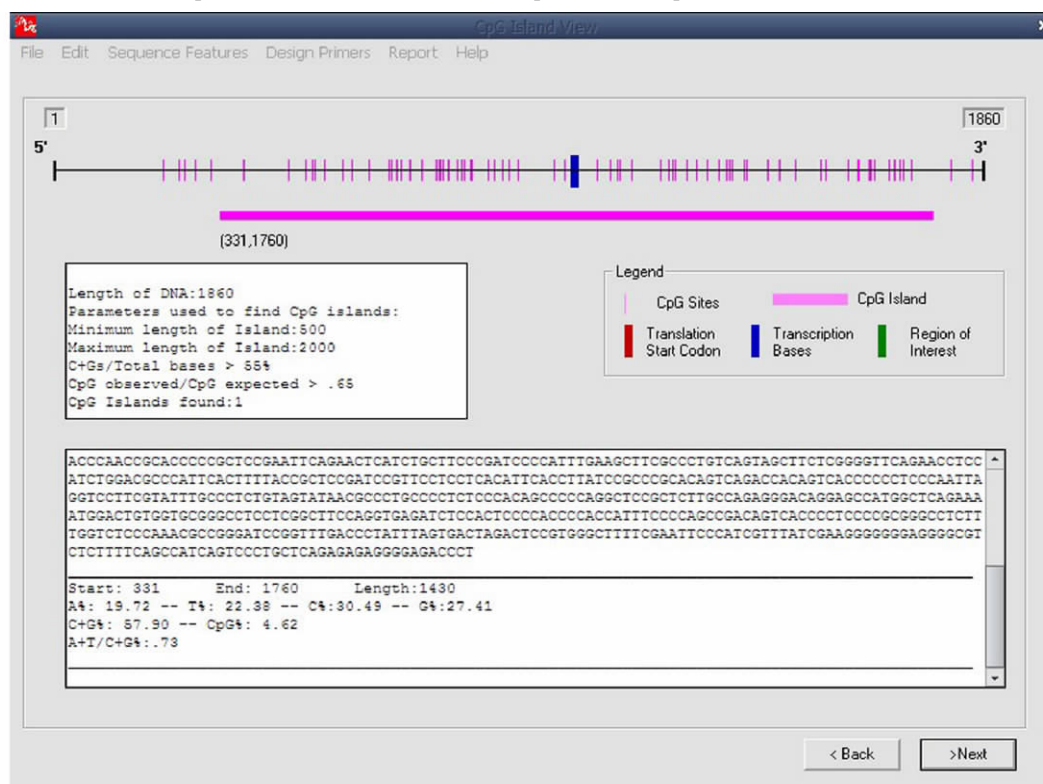 CpG Island View
File Edit Sequence Features Design Primers Report Help
1 1860
5' 3'
(331,1760)
Length of DNA:1860
Parameters used to find CpG islands:
Minimum length of Island:500
Maximum length of Island:2000
C+Gs/Total bases > 55%
CpG observed/CpG expected > .65
CpG Islands found:1
Legend
CpG Sites CpG Island
Translation Start Codon
Transcription Bases
Region of Interest
ACCCAACCGCACCCCCGCTCCGAATTCAGAACTCATCTGCTTCCCGATCCCCATTTGAAGCTTCGCCCTGTCAGTAGCTTCTCGGGGTTCAGAACCTCC
ATCTGGACGCCCATTCACTTTTACCGCTCCGATCCGTTCCTCCTCACATTCACCTTATCCGCCCGCACAGTCAGACCACAGTCACCCCCCTCCCAATTA
GGTCCTTCGTATTTGCCCTCTGTAGTATAACGCCCTGCCCCTCTCCCACAGCCCCCAGGCTCCGCTCTTGCCAGAGGGACAGGAGCCATGGCTCAGAAA
ATGGACTGTGGTGCGGGCCTCCTCGGCTTCCAGGTGAGATCTCCACTCCCCACCCCACCATTTCCCCAGCCGACAGTCACCCCTCCCCGCGGGCCTCTT
TGGTCTCCCAAACGCCGGGATCCGGTTTGACCCTATTTAGTGACTAGACTCCGTGGGCTTTTCGAATTCCCATCGTTTATCGAAGGGGGGGAGGGGCGT
CTCTTTTCAGCCATCAGTCCCTGCTCAGAGAGAGGGGAGACCCT
Start: 331 End: 1760 Length:1430
A%: 19.72 -- T%: 22.38 -- C%:30.49 -- G%:27.41
C+G%: 57.90 -- CpG%: 4.62
A+T/C+G%:.73
< Back >Next